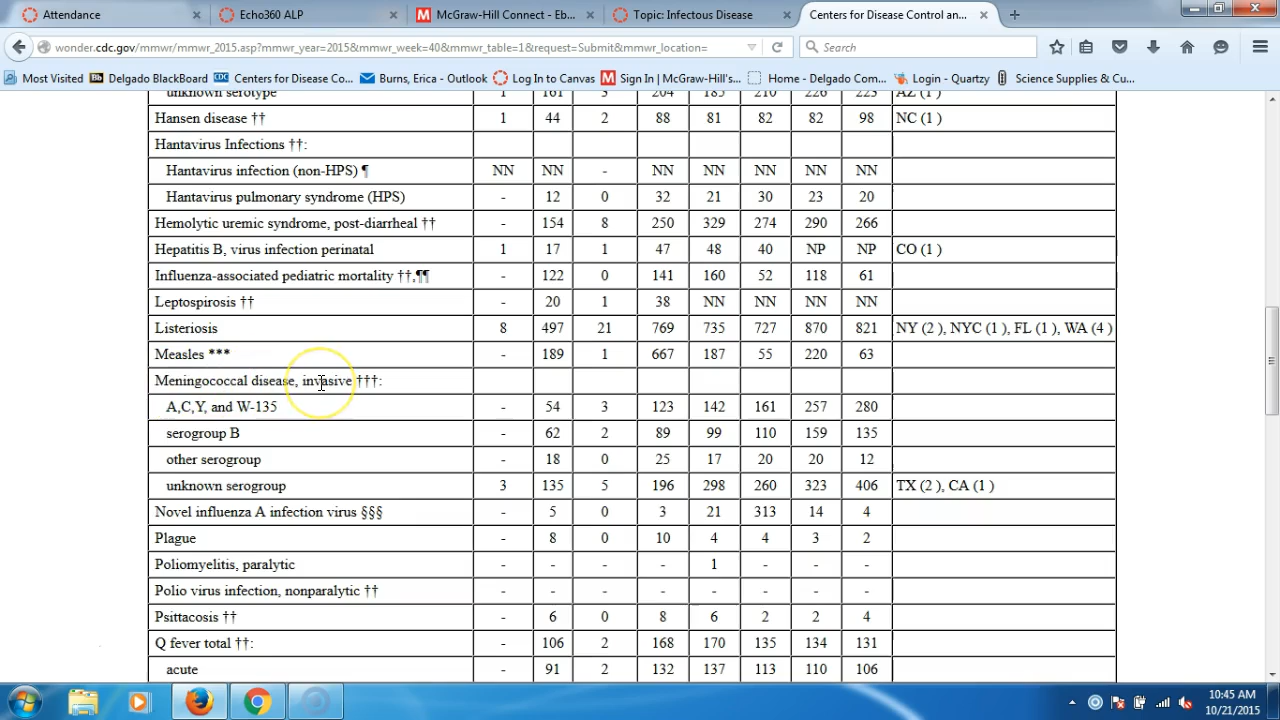 Attendance × Echo360 ALP × McGraw-Hill Connect - Eco... × Topic: Infectous Disease × Centers for Disease Control an... × +
wonder.cdc.gov/mmwr/mmwr_2015.asp?mmwr_year=2015&mmwr_week=40&mmwr_table=1&request=Submit&mmwr_location= Search
Most Visited Delgado BlackBoard Centers for Disease Co... Burns, Erica - Outlook Log In to Canvas Sign In | McGraw-Hill's... Home - Delgado Com... Login - Quartzy Science Supplies & Cu...
unknown serotype 1 161 3 204 185 210 226 223 AZ (1 )
Hansen disease †† 1 44 2 88 81 82 82 98 NC (1 )
Hantavirus Infections ††:
Hantavirus infection (non-HPS) ¶ NN NN - NN NN NN NN NN
Hantavirus pulmonary syndrome (HPS) - 12 0 32 21 30 23 20
Hemolytic uremic syndrome, post-diarrheal †† - 154 8 250 329 274 290 266
Hepatitis B, virus infection perinatal 1 17 1 47 48 40 NP NP CO (1 )
Influenza-associated pediatric mortality ††,¶¶ - 122 0 141 160 52 118 61
Leptospirosis †† - 20 1 38 NN NN NN NN
Listeriosis 8 497 21 769 735 727 870 821 NY (2 ), NYC (1 ), FL (1 ), WA (4 )
Measles *** - 189 1 667 187 55 220 63
Meningococcal disease, invasive †††:
A,C,Y, and W-135 - 54 3 123 142 161 257 280
serogroup B - 62 2 89 99 110 159 135
other serogroup - 18 0 25 17 20 20 12
unknown serogroup 3 135 5 196 298 260 323 406 TX (2 ), CA (1 )
Novel influenza A infection virus §§§ - 5 0 3 21 313 14 4
Plague - 8 0 10 4 4 3 2
Poliomyelitis, paralytic - - - - 1 - - -
Polio virus infection, nonparalytic †† - - - - - - - -
Psittacosis †† - 6 0 8 6 2 2 4
Q fever total ††: - 106 2 168 170 135 134 131
acute - 91 2 132 137 113 110 106
10:45 AM
10/21/2015